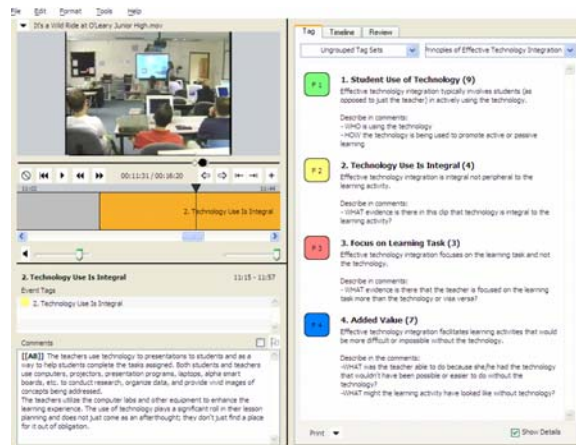 File Edit Format Tools Help
It's a Wild Ride at O'Leary Junior High.mov
00:11:31 / 00:16:20
11:02 11:44
2. Technology Use Is Integral
2. Technology Use Is Integral 11:15 - 11:57
Event Tags
2. Technology Use Is Integral
Comments
[[AB]] The teachers use technology to presentations to students and as a
way to help students complete the tasks assigned. Both students and teachers
use computers, projectors, presentation programs, laptops, alpha smart
boards, etc. to conduct research, organize data, and provide vivid images of
concepts being addressed.
The teachers utilize the computer labs and other equipment to enhance the
learning experience. The use of technology plays a significant roll in their lesson
planning and does not just come as an afterthought; they don't just find a place
for it out of obligation.
Tag Timeline Review
Ungrouped Tag Sets Principles of Effective Technology Integration
P 1
1. Student Use of Technology (9)
Effective technology integration typically involves students (as
opposed to just the teacher) in actively using the technology.
Describe in comments:
-WHO is using the technology
-HOW the technology is being used to promote active or passive
learning
P 2
2. Technology Use Is Integral (4)
Effective technology integration is integral not peripheral to the
learning activity.
Describe in comments:
-WHAT evidence is there in this clip that technology is integral to the
learning activity?
P 3
3. Focus on Learning Task (3)
Effective technology integration focuses on the learning task and not
the technology.
Describe in comments:
-WHAT evidence is there that the teacher is focused on the learning
task more than the technology or visa versa?
P 4
4. Added Value (7)
Effective technology integration facilitates learning activities that would
be more difficult or impossible without the technology.
Describe in the comments:
-WHAT was the teacher able to do because she/he had the technology
that wouldn't have been possible or easier to do without the
technology?
-WHAT might the learning activity have looked like without technology?
Print Show Details